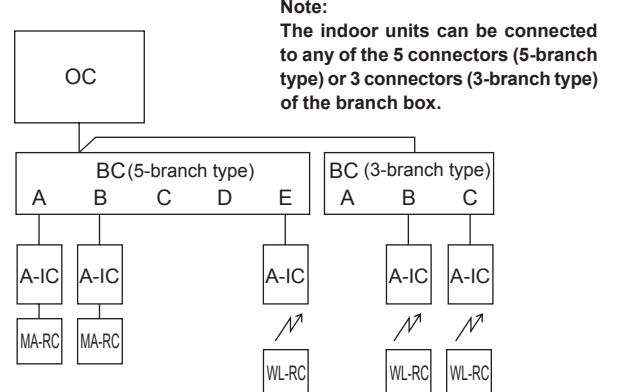 Note:
The indoor units can be connected
to any of the 5 connectors (5-branch
type) or 3 connectors (3-branch type)
of the branch box.
OC
BC (5-branch type)
A B C D E
BC (3-branch type)
A B C
A-IC A-IC A-IC A-IC A-IC
MA-RC MA-RC
WL-RC WL-RC WL-RC